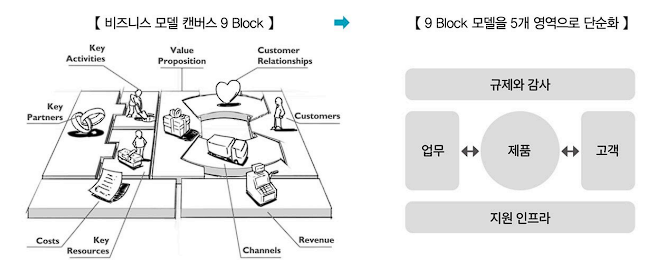 【 비즈니스 모델 캔버스 9 Block 】
Key
Activities
Value
Proposition
Customer
Relationships
Key
Partners
Customers
Costs
Key
Resources
Channels
Revenue
【 9 Block 모델을 5개 영역으로 단순화 】
규제와 감사
업무
제품
고객
지원 인프라